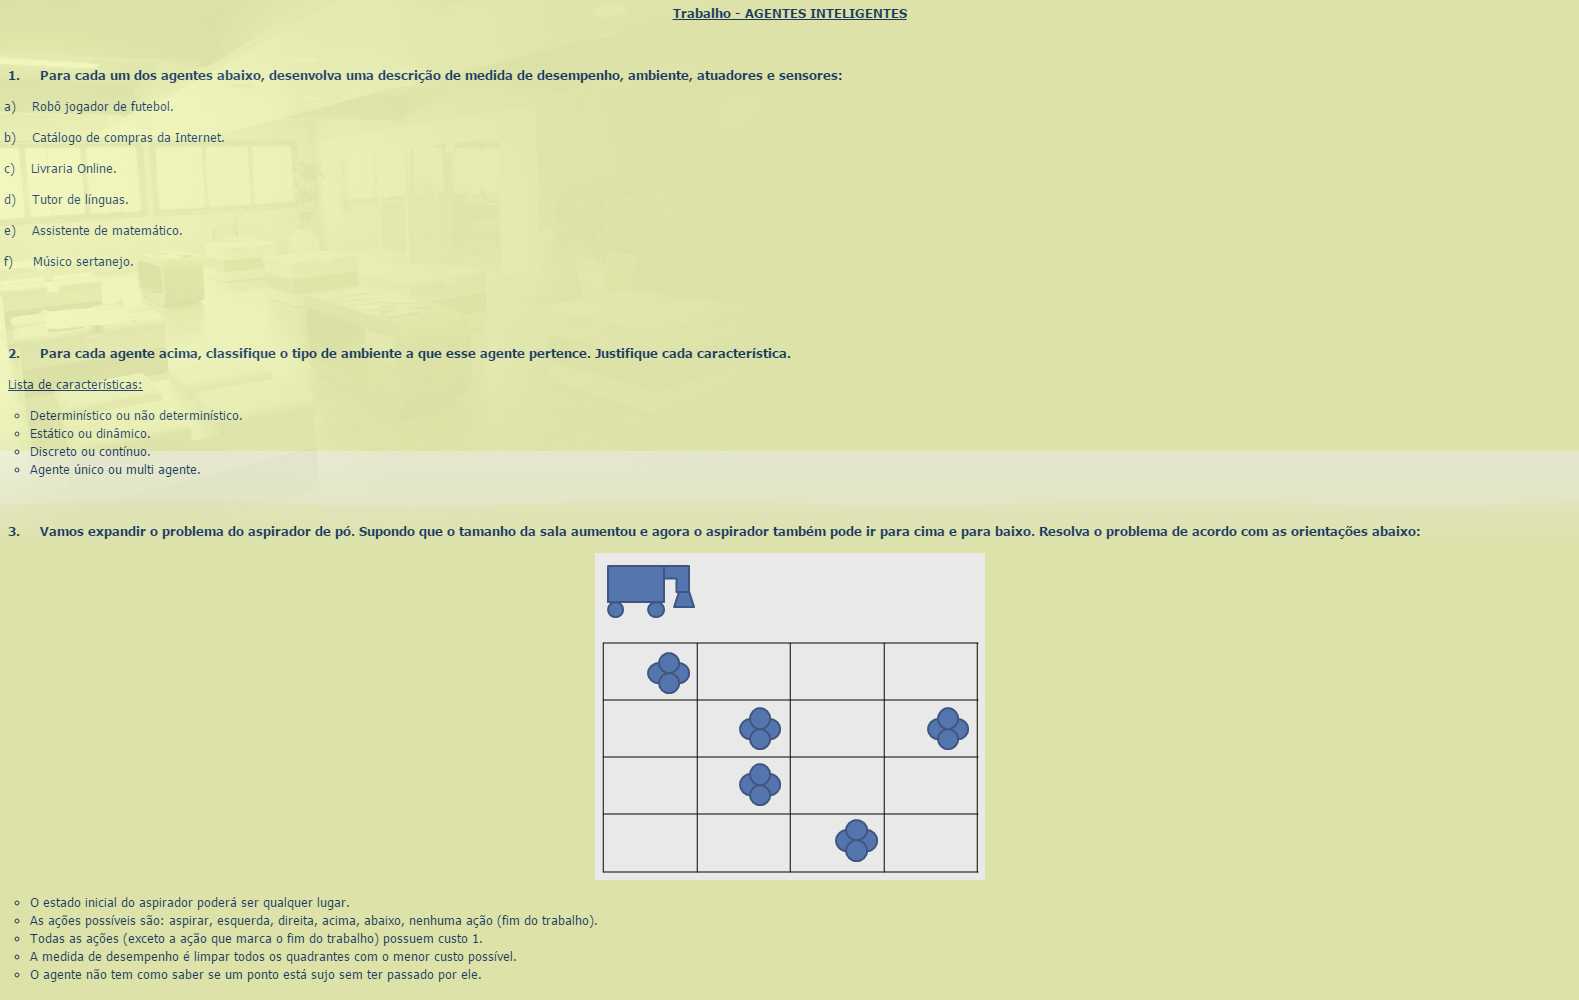 Trabalho - AGENTES INTELIGENTES
1. Para cada um dos agentes abaixo, desenvolva uma descrição de medida de desempenho, ambiente, atuadores e sensores:
a) Robô jogador de futebol.
b) Catálogo de compras da Internet.
c) Livraria Online.
d) Tutor de línguas.
e) Assistente de matemático.
f) Músico sertanejo.
2. Para cada agente acima, classifique o tipo de ambiente a que esse agente pertence. Justifique cada característica.
Lista de características:
Determinístico ou não determinístico.
Estático ou dinâmico.
Discreto ou contínuo.
Agente único ou multi agente.
3. Vamos expandir o problema do aspirador de pó. Supondo que o tamanho da sala aumentou e agora o aspirador também pode ir para cima e para baixo. Resolva o problema de acordo com as orientações abaixo:
O estado inicial do aspirador poderá ser qualquer lugar.
As ações possíveis são: aspirar, esquerda, direita, acima, abaixo, nenhuma ação (fim do trabalho).
Todas as ações (exceto a ação que marca o fim do trabalho) possuem custo 1.
A medida de desempenho é limpar todos os quadrantes com o menor custo possível.
O agente não tem como saber se um ponto está sujo sem ter passado por ele.